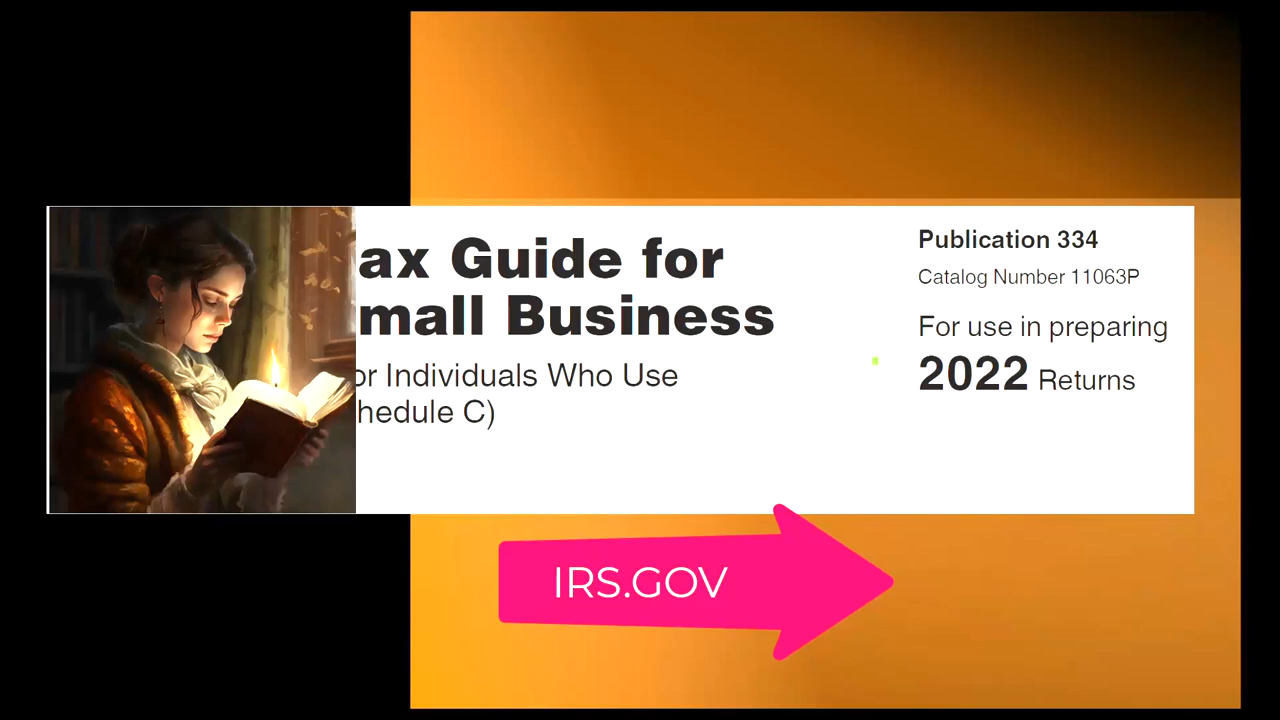 ax Guide for
mall Business
or Individuals Who Use
hedule C)
Publication 334
Catalog Number 11063P
For use in preparing
2022 Returns
IRS.GOV